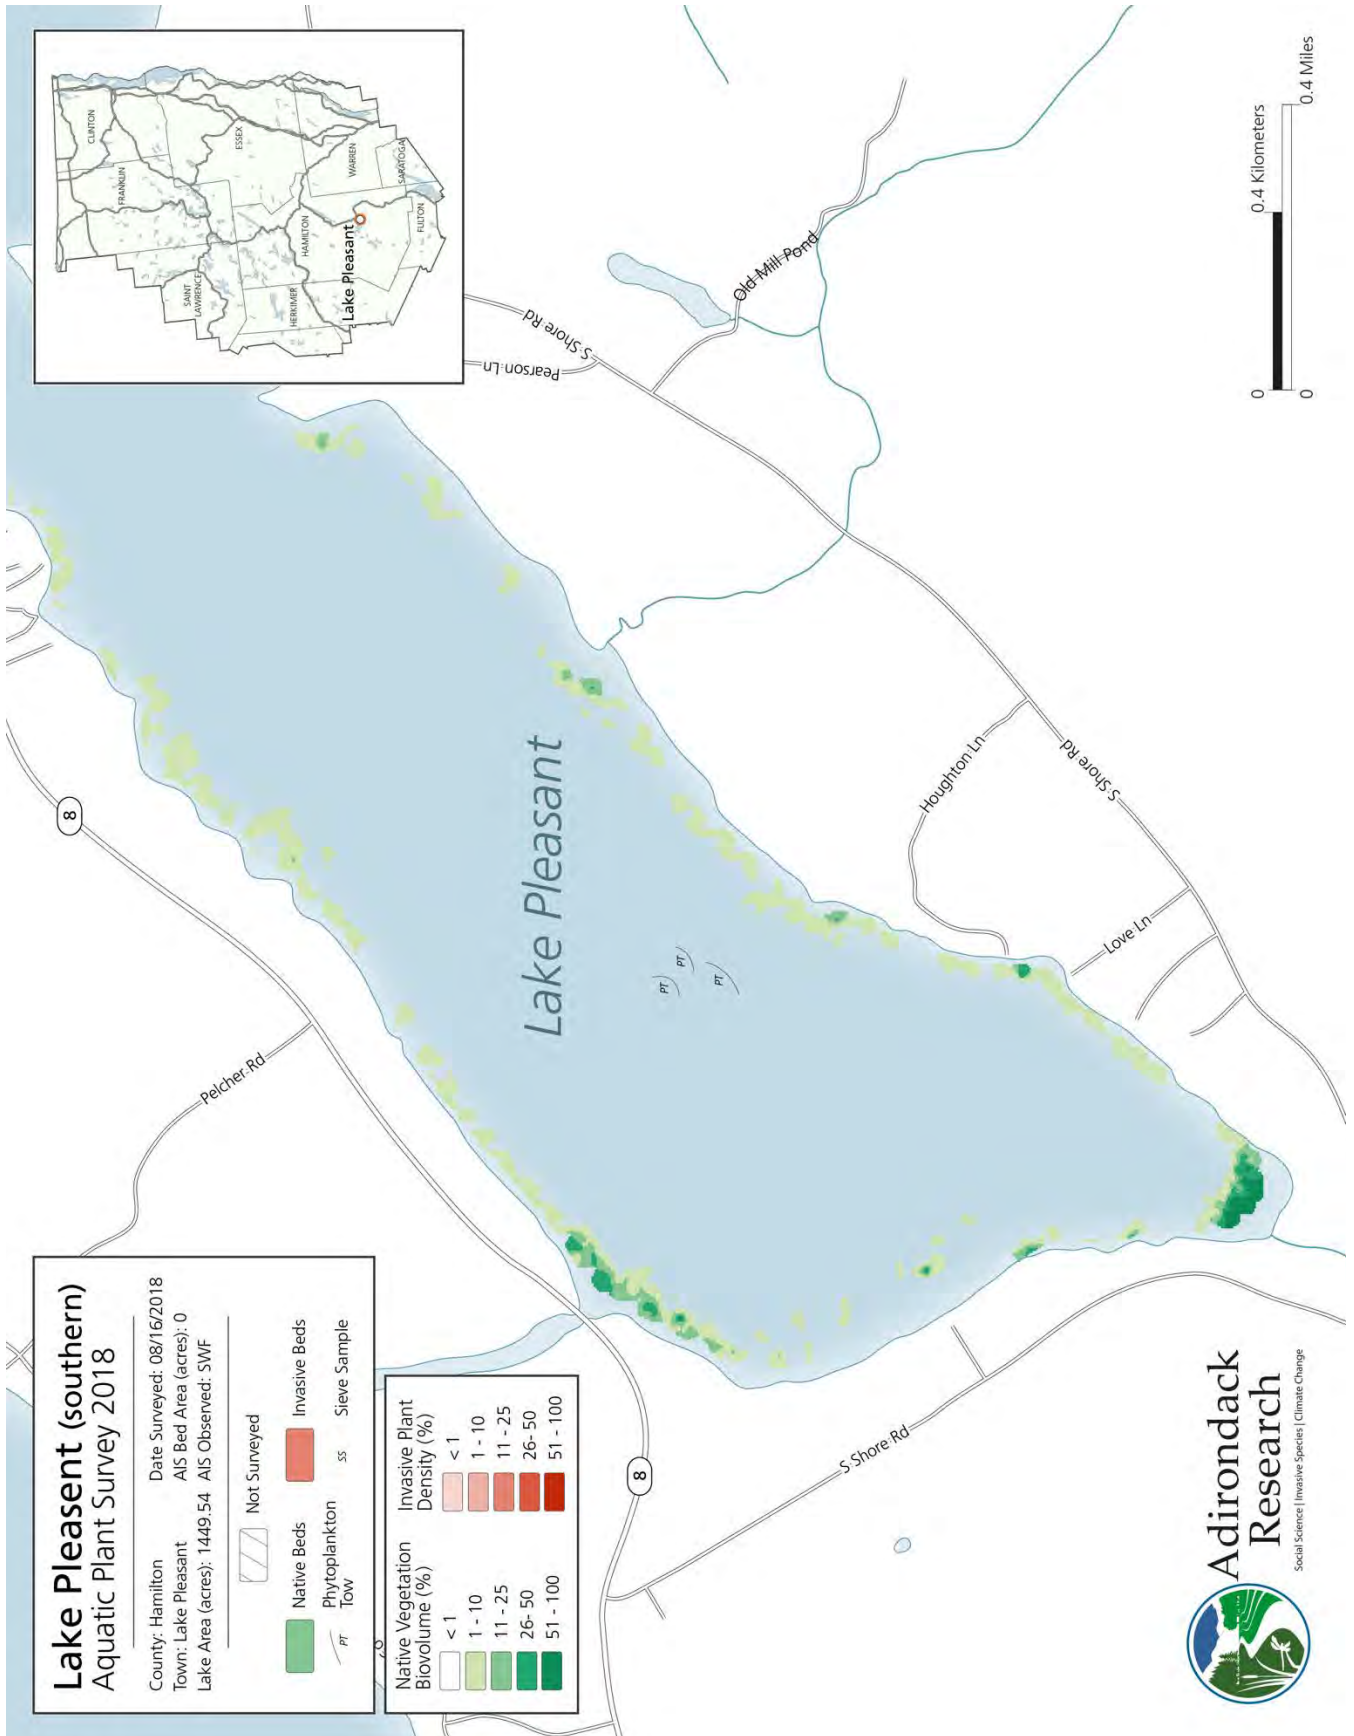 Lake Pleasent (southern)
Aquatic Plant Survey 2018
County: Hamilton
Date Surveyed: 08/16/2018
Town: Lake Pleasant
AIS Bed Area (acres): 0
Lake Area (acres): 1449.54
AIS Observed: SWF
Not Surveyed
Native Beds
Invasive Beds
PT
Phytoplankton
Tow
SS
Sieve Sample
Native Vegetation
Biovolume (%)
< 1
1 - 10
11 - 25
26- 50
51 - 100
Invasive Plant
Density (%)
< 1
1 - 10
11 - 25
26- 50
51 - 100
CLINTON
FRANKLIN
ESSEX
SAINT
LAWRENCE
HAMILTON
HERKIMER
WARREN
SARATOGA
FULTON
Lake Pleasant
8
Pelcher Rd
Lake Pleasant
PT
PT
PT
Pearson Ln
S Shore Rd
Old Mill Pond
Houghton Ln
S Shore Rd
Love Ln
8
S Shore Rd
Adirondack
Research
Social Science | Invasive Species | Climate Change
0
0.4 Kilometers
0
0.4 Miles